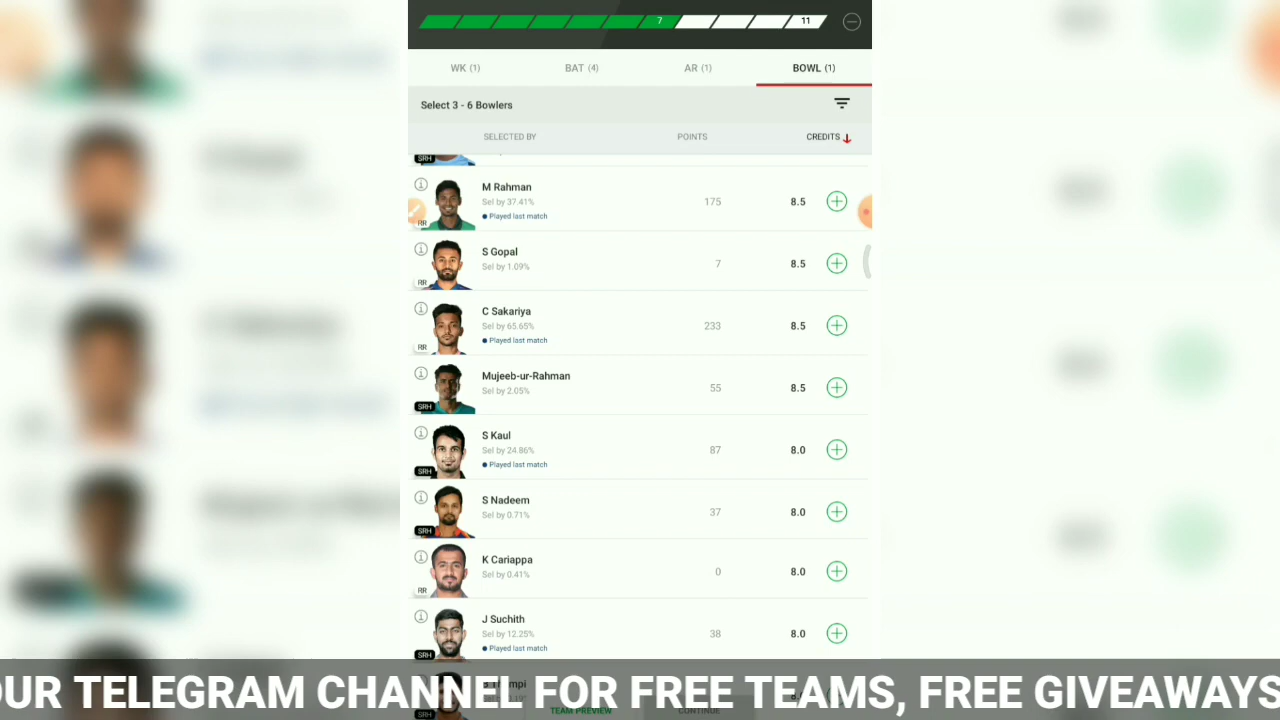 7 11
WK (1) BAT (4) AR (1) BOWL (1)
Select 3 - 6 Bowlers
SELECTED BY POINTS CREDITS
SRH
M Rahman
Sel by 37.41% 175 8.5
Played last match
RR
S Gopal
Sel by 1.09% 7 8.5
RR
C Sakariya
Sel by 65.65% 233 8.5
Played last match
RR
Mujeeb-ur-Rahman
Sel by 2.05% 55 8.5
SRH
S Kaul
Sel by 24.86% 87 8.0
Played last match
SRH
S Nadeem
Sel by 0.71% 37 8.0
SRH
K Cariappa
Sel by 0.41% 0 8.0
RR
J Suchith
Sel by 12.25% 38 8.0
Played last match
SRH
OUR TELEGRAM CHANNEL FOR FREE TEAMS, FREE GIVEAWAYS
TEAM PREVIEW CONTINUE
SRH